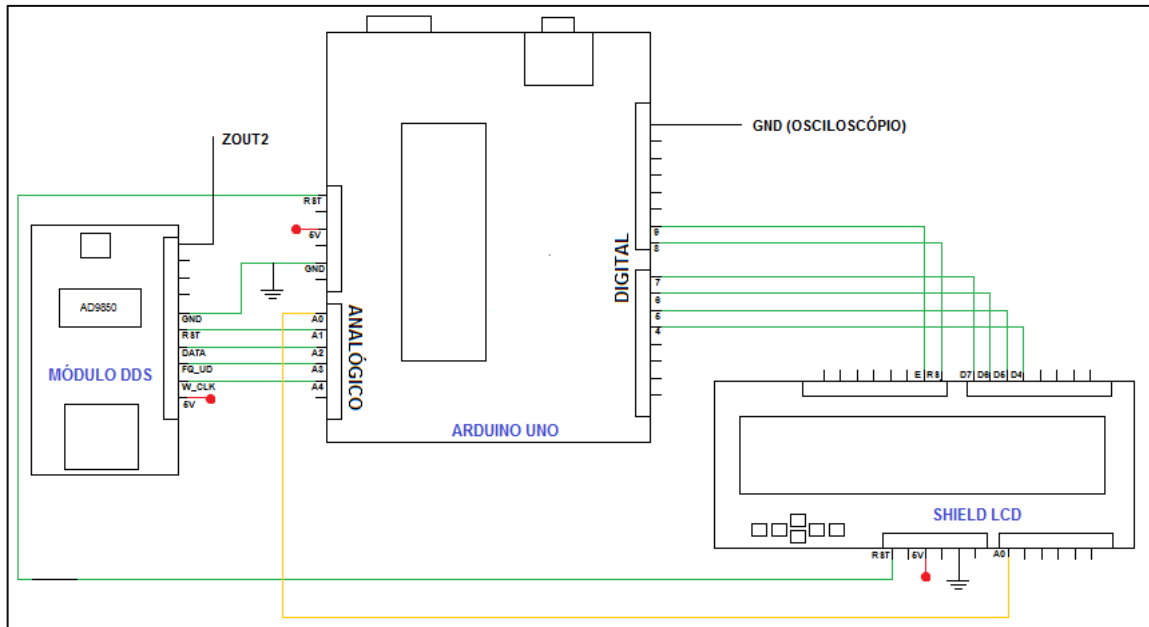 ZOUT2
GND (OSCILOSCÓPIO)
RST
5V
GND
DIGITAL
9
8
7
6
5
4
ANALÓGICO
A0
A1
A2
A3
A4
ARDUINO UNO
AD9850
MÓDULO DDS
GND
RST
DATA
FQ_UD
W_CLK
5V
E RS D7 D6 D5 D4
SHIELD LCD
RST 5V A0